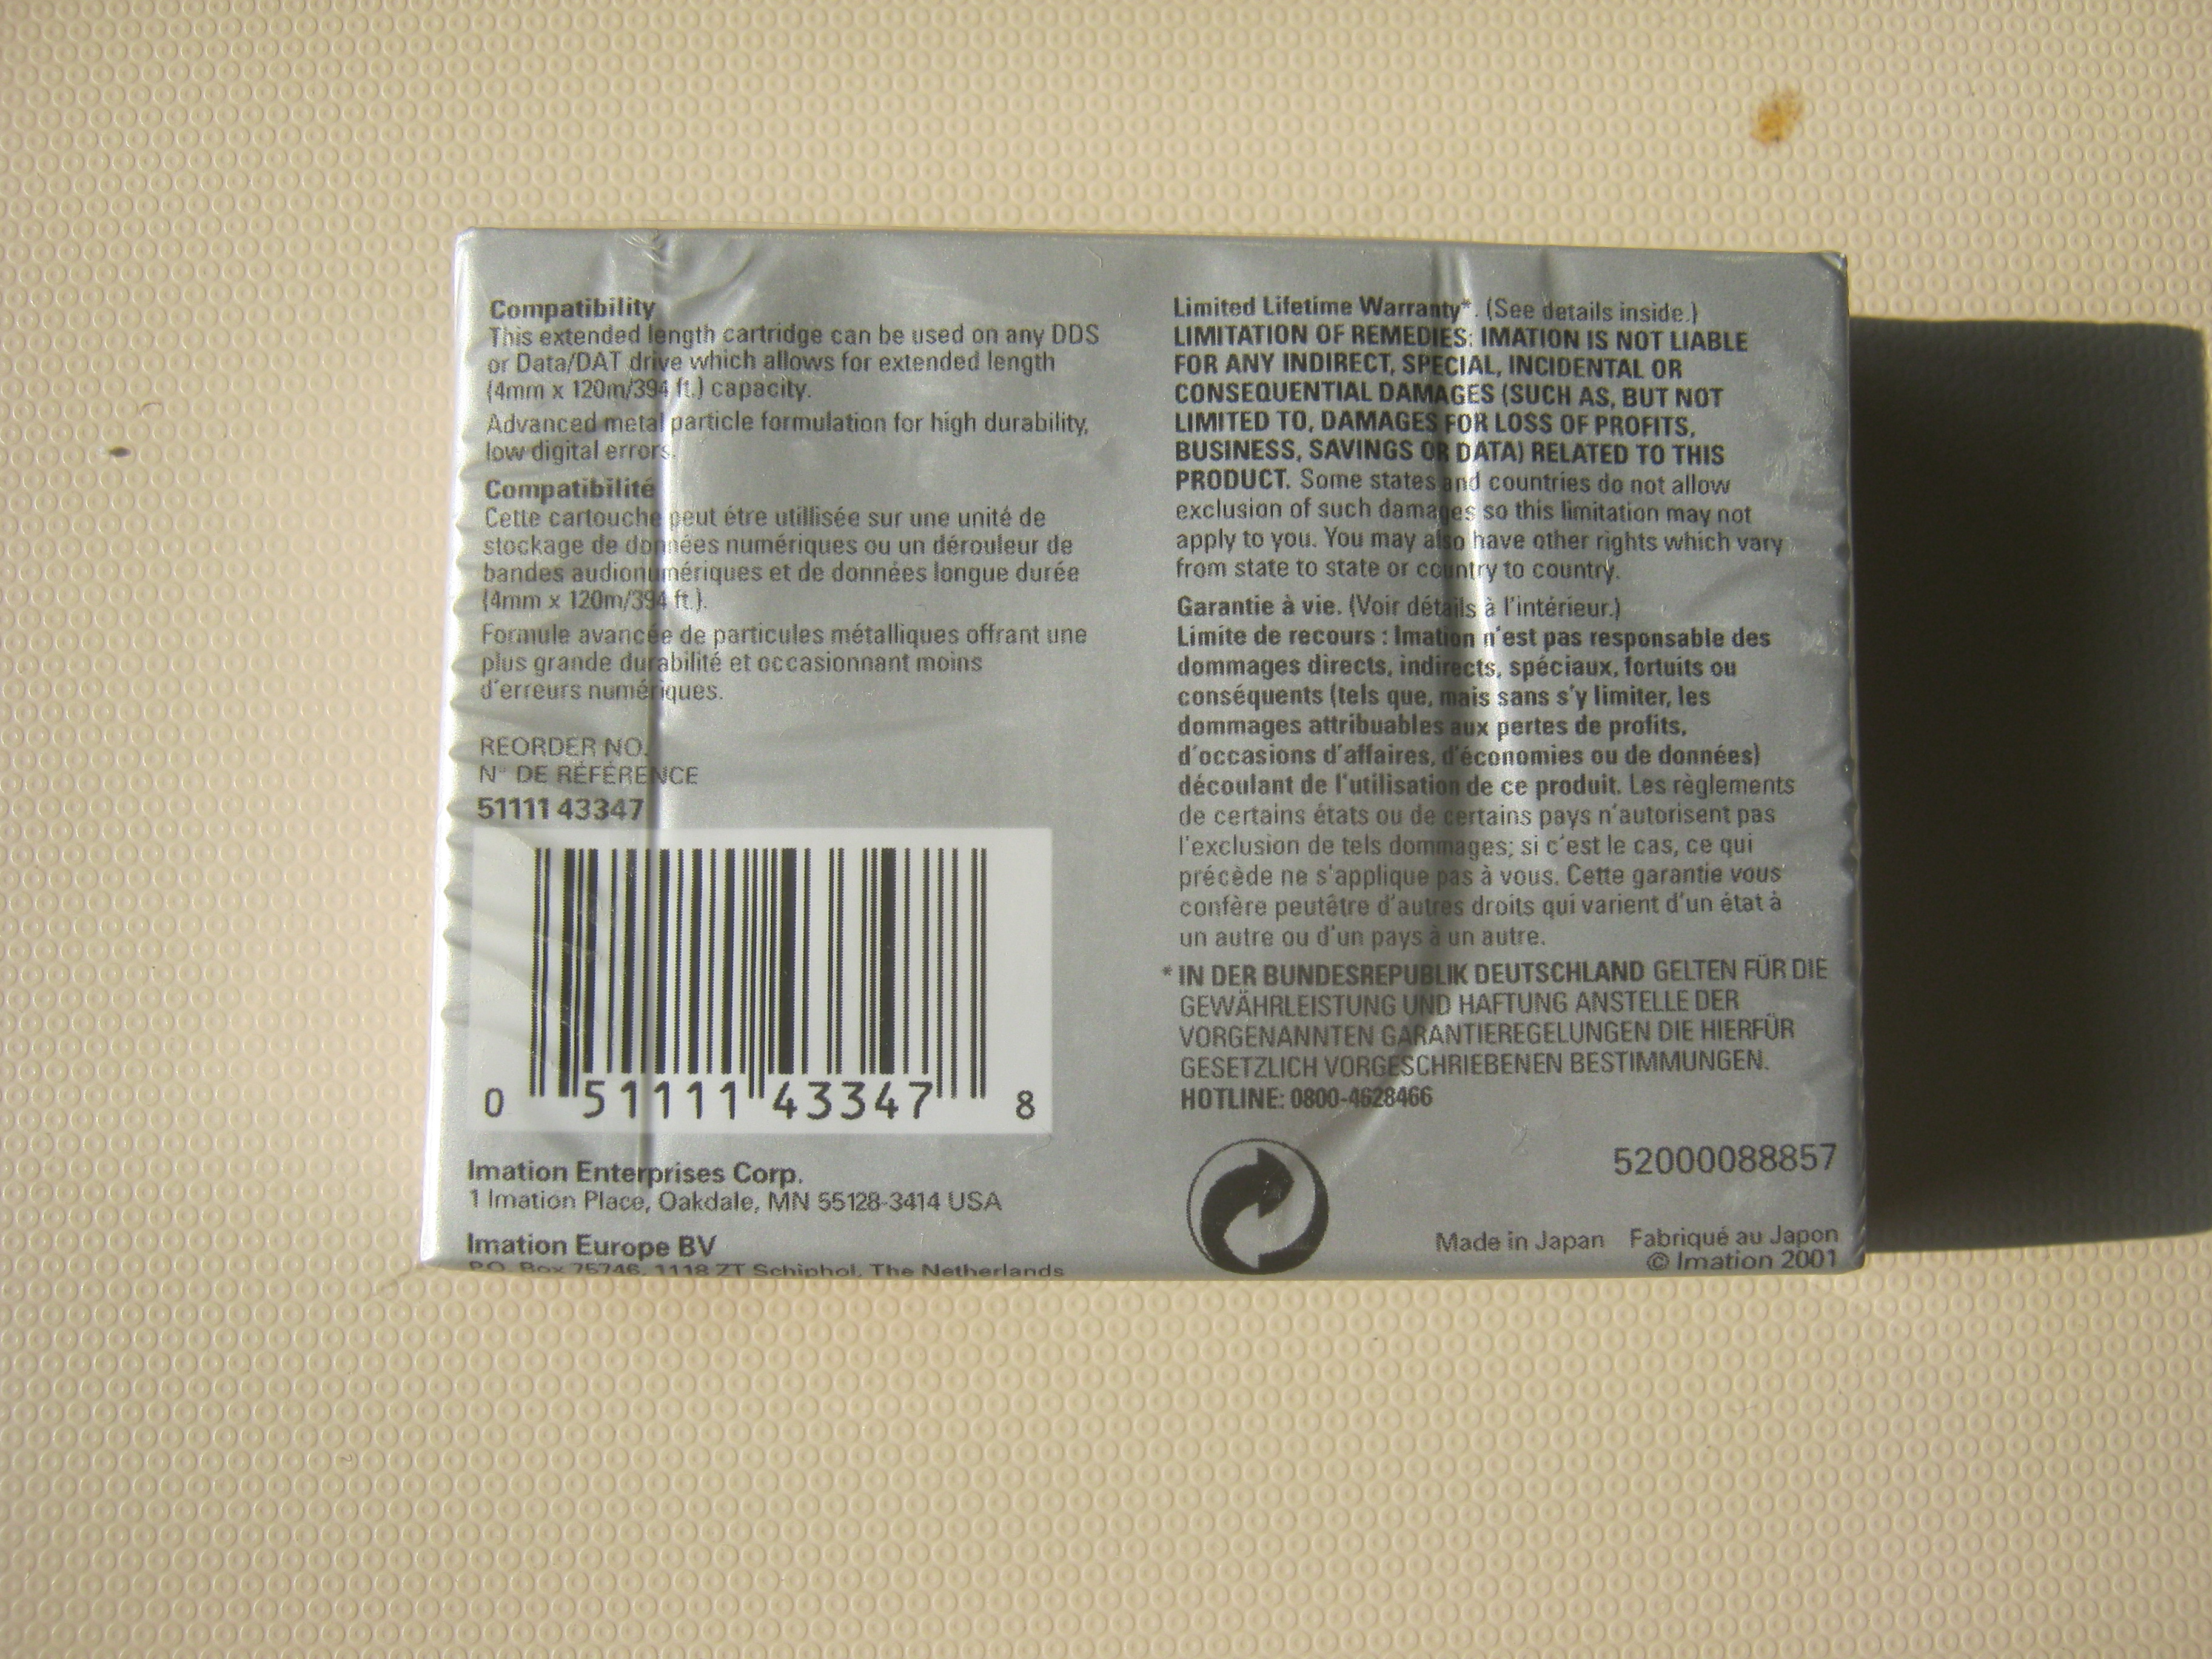 Compatibility
This extended length cartridge can be used on any DDS
or Data/DAT drive which allows for extended length
(4mm x 120m/394 ft.) capacity.
Advanced metal particle formulation for high durability,
low digital errors.
Compatibilité
Cette cartouche peut étre utillisée sur une unité de
stockage de données numériques ou un dérouleur de
bandes audionumériques et de données longue durée
(4mm x 120m/394 ft.).
Formule avancée de particules métalliques offrant une
plus grande durabilité et occasionnant moins
d'erreurs numériques.
REORDER NO.
N° DE RÉFÉRENCE
51111 43347
0 51111 43347 8
Imation Enterprises Corp.
1 Imation Place, Oakdale, MN 55128-3414 USA
Imation Europe BV
P.O. Box 75746, 1118 ZT Schiphol, The Netherlands
Limited Lifetime Warranty*. (See details inside.)
LIMITATION OF REMEDIES: IMATION IS NOT LIABLE
FOR ANY INDIRECT, SPECIAL, INCIDENTAL OR
CONSEQUENTIAL DAMAGES (SUCH AS, BUT NOT
LIMITED TO, DAMAGES FOR LOSS OF PROFITS,
BUSINESS, SAVINGS OR DATA) RELATED TO THIS
PRODUCT. Some states and countries do not allow
exclusion of such damages so this limitation may not
apply to you. You may also have other rights which vary
from state to state or country to country.
Garantie à vie. (Voir détails à l'intérieur.)
Limite de recours : Imation n'est pas responsable des
dommages directs, indirects, spéciaux, fortuits ou
conséquents (tels que, mais sans s'y limiter, les
dommages attribuables aux pertes de profits,
d'occasions d'affaires, d'économies ou de données)
découlant de l'utilisation de ce produit. Les règlements
de certains états ou de certains pays n'autorisent pas
l'exclusion de tels dommages; si c'est le cas, ce qui
précède ne s'applique pas à vous. Cette garantie vous
confère peutêtre d'autres droits qui varient d'un état à
un autre ou d'un pays à un autre.
* IN DER BUNDESREPUBLIK DEUTSCHLAND GELTEN FÜR DIE
GEWÄHRLEISTUNG UND HAFTUNG ANSTELLE DER
VORGENANNTEN GARANTIEREGELUNGEN DIE HIERFÜR
GESETZLICH VORGESCHRIEBENEN BESTIMMUNGEN.
HOTLINE: 0800-4628466
52000088857
Made in Japan Fabriqué au Japon
© Imation 2001